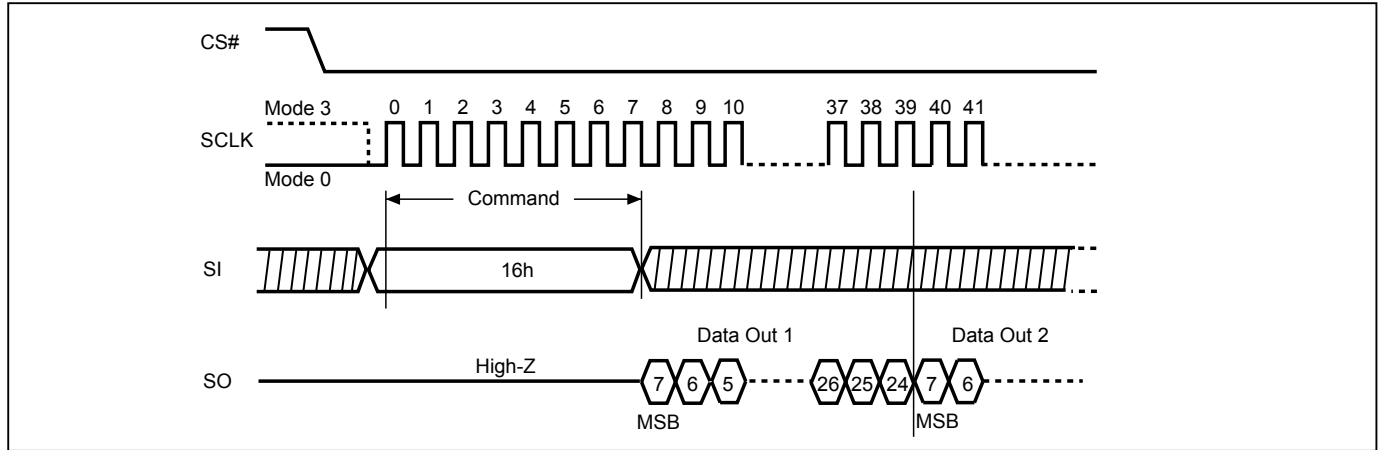 CS#
Mode 3 0 1 2 3 4 5 6 7 8 9 10 37 38 39 40 41
SCLK
Mode 0
Command
SI 16h
Data Out 1 Data Out 2
SO High-Z 7 6 5 26 25 24 7 6
MSB MSB